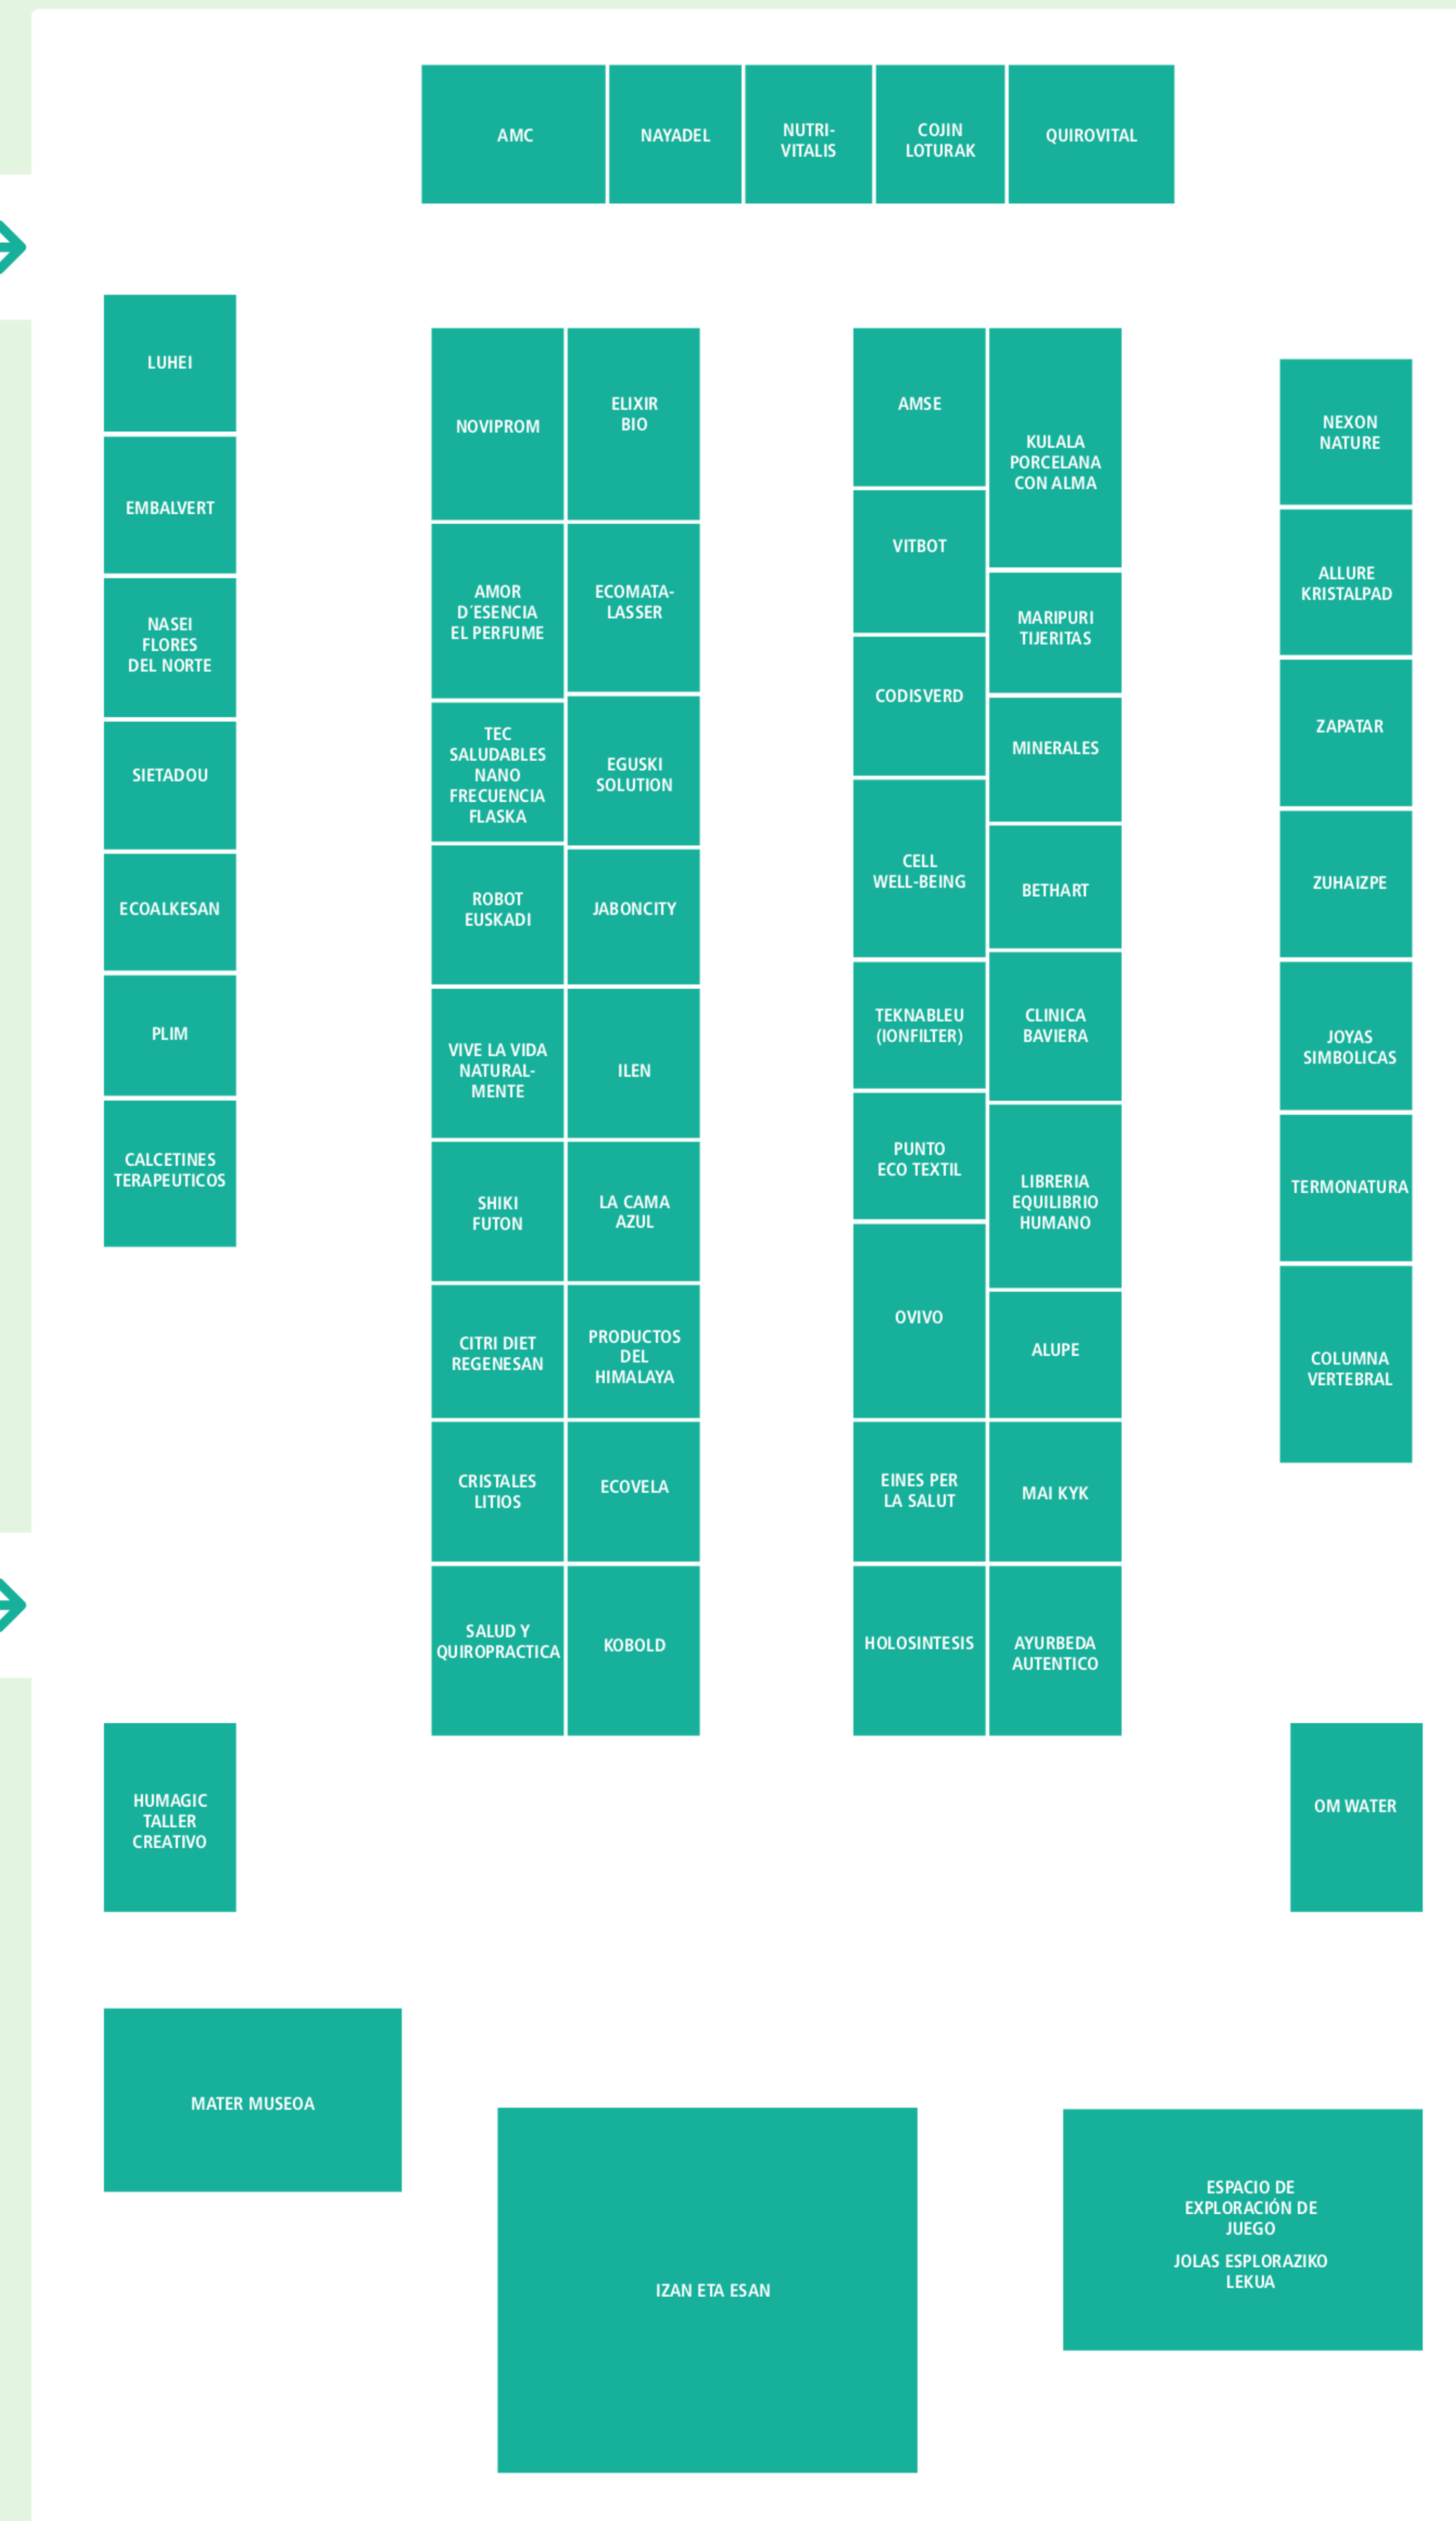 AMC
NAYADEL
NUTRI-
VITALIS
COJIN
LOTURAK
QUIROVITAL
LUHEI
EMBALVERT
NASEI
FLORES
DEL NORTE
SIETADOU
ECOALKESAN
PLIM
CALCETINES
TERAPEUTICOS
NOVIPROM
AMOR
D´ESENCIA
EL PERFUME
TEC
SALUDABLES
NANO
FRECUENCIA
FLASKA
ROBOT
EUSKADI
VIVE LA VIDA
NATURAL-
MENTE
SHIKI
FUTON
CITRI DIET
REGENESAN
CRISTALES
LITIOS
SALUD Y
QUIROPRACTICA
ELIXIR
BIO
ECOMATA-
LASSER
EGUSKI
SOLUTION
JABONCITY
ILEN
LA CAMA
AZUL
PRODUCTOS
DEL
HIMALAYA
ECOVELA
KOBOLD
AMSE
VITBOT
CODISVERD
CELL
WELL-BEING
TEKNABLEU
(IONFILTER)
PUNTO
ECO TEXTIL
OVIVO
EINES PER
LA SALUT
HOLOSINTESIS
KULALA
PORCELANA
CON ALMA
MARIPURI
TIJERITAS
MINERALES
BETHART
CLINICA
BAVIERA
LIBRERIA
EQUILIBRIO
HUMANO
ALUPE
MAI KYK
AYURBEDA
AUTENTICO
NEXON
NATURE
ALLURE
KRISTALPAD
ZAPATAR
ZUHAIZPE
JOYAS
SIMBOLICAS
TERMONATURA
COLUMNA
VERTEBRAL
HUMAGIC
TALLER
CREATIVO
OM WATER
MATER MUSEOA
IZAN ETA ESAN
ESPACIO DE
EXPLORACIÓN DE
JUEGO
JOLAS ESPLORAZIKO
LEKUA